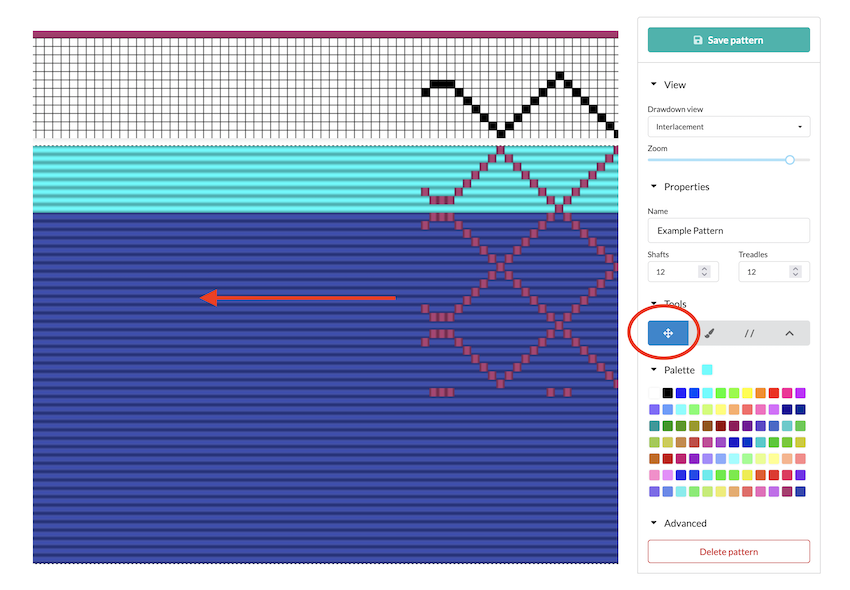 Save pattern
View
Drawdown view
Interlacement
Zoom
Properties
Name
Example Pattern
Shafts
Treadles
12
12
Tools
Palette
Advanced
Delete pattern